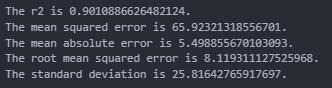 The r2 is 0.9010886626482124.
The mean squared error is 65.92321318556701.
The mean absolute error is 5.498855670103093.
The root mean squared error is 8.119311127525968.
The standard deviation is 25.81642765917697.